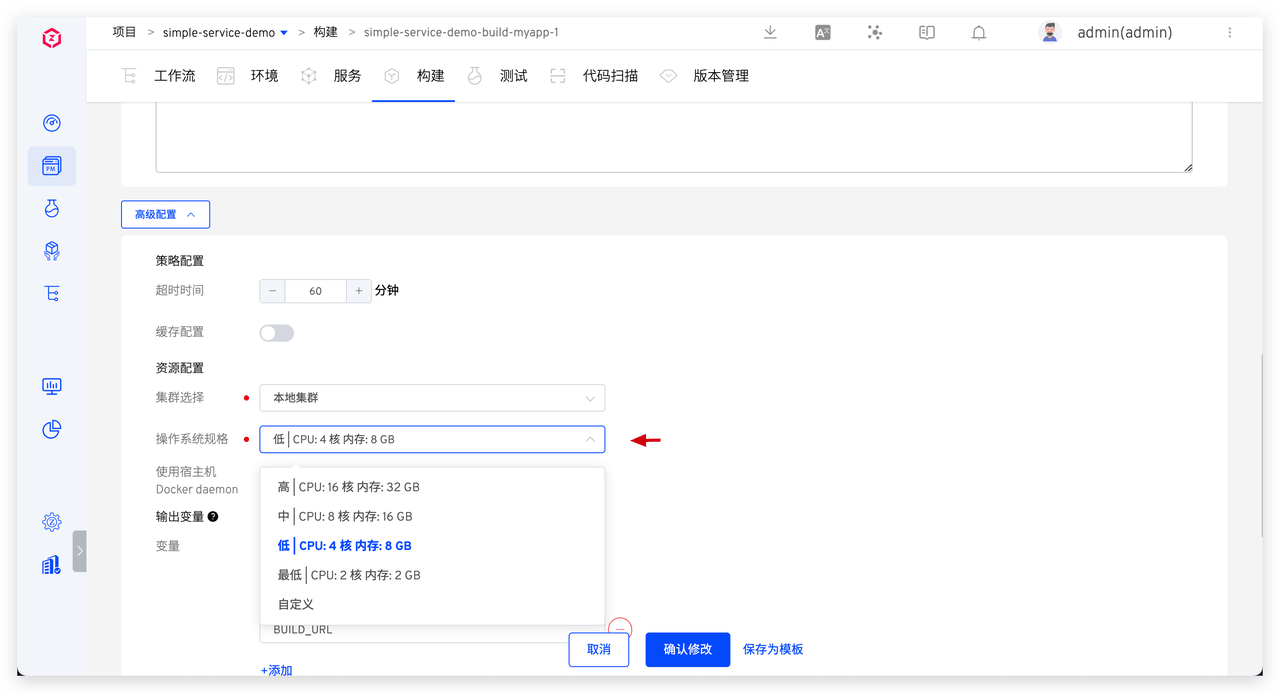 项目 > simple-service-demo > 构建 > simple-service-demo-build-myapp-1
admin(admin)
工作流 环境 服务 构建 测试 代码扫描 版本管理
高级配置
策略配置
超时时间 − 60 + 分钟
缓存配置
资源配置
集群选择 本地集群
操作系统规格 低 | CPU: 4 核 内存: 8 GB
使用宿主机
Docker daemon
高 | CPU: 16 核 内存: 32 GB
输出变量
中 | CPU: 8 核 内存: 16 GB
变量
低 | CPU: 4 核 内存: 8 GB
最低 | CPU: 2 核 内存: 2 GB
自定义
BUILD_URL
取消 确认修改 保存为模板
+添加